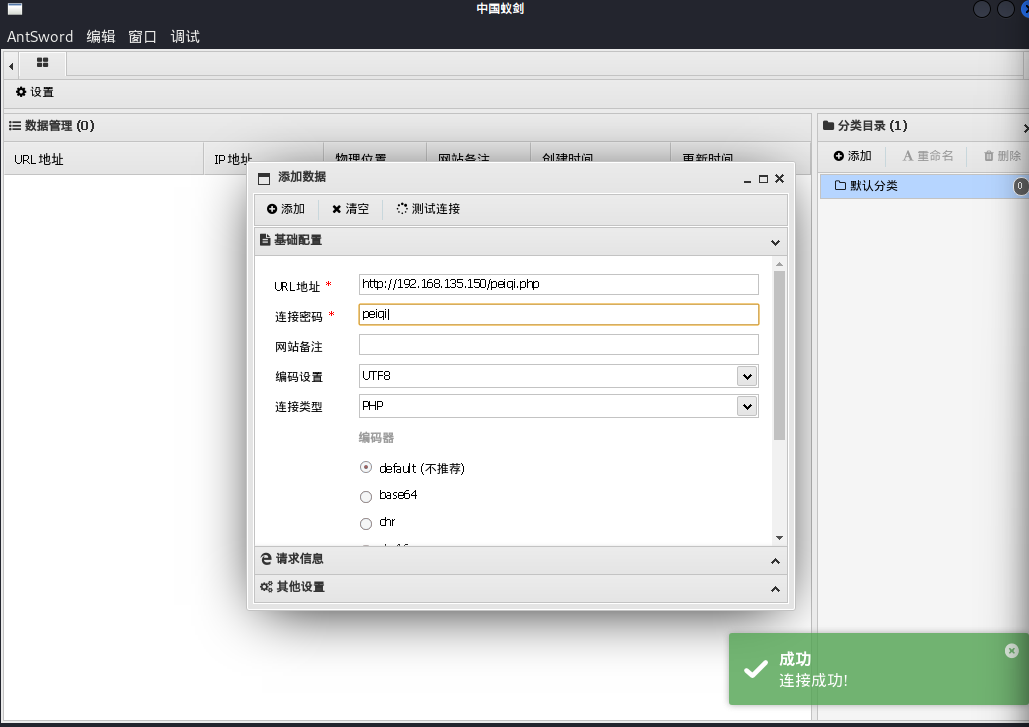 中国蚁剑
AntSword 编辑 窗口 调试
设置
数据管理 (0)
分类目录 (1)
URL地址 IP地址 物理位置 网站备注 创建时间 更新时间
添加 重命名 删除
默认分类 0
添加数据
添加 清空 测试连接
基础配置
URL地址 * http://192.168.135.150/peiqi.php
连接密码 * peiqi
网站备注
编码设置 UTF8
连接类型 PHP
编码器
default (不推荐)
base64
chr
请求信息
其他设置
成功
连接成功!